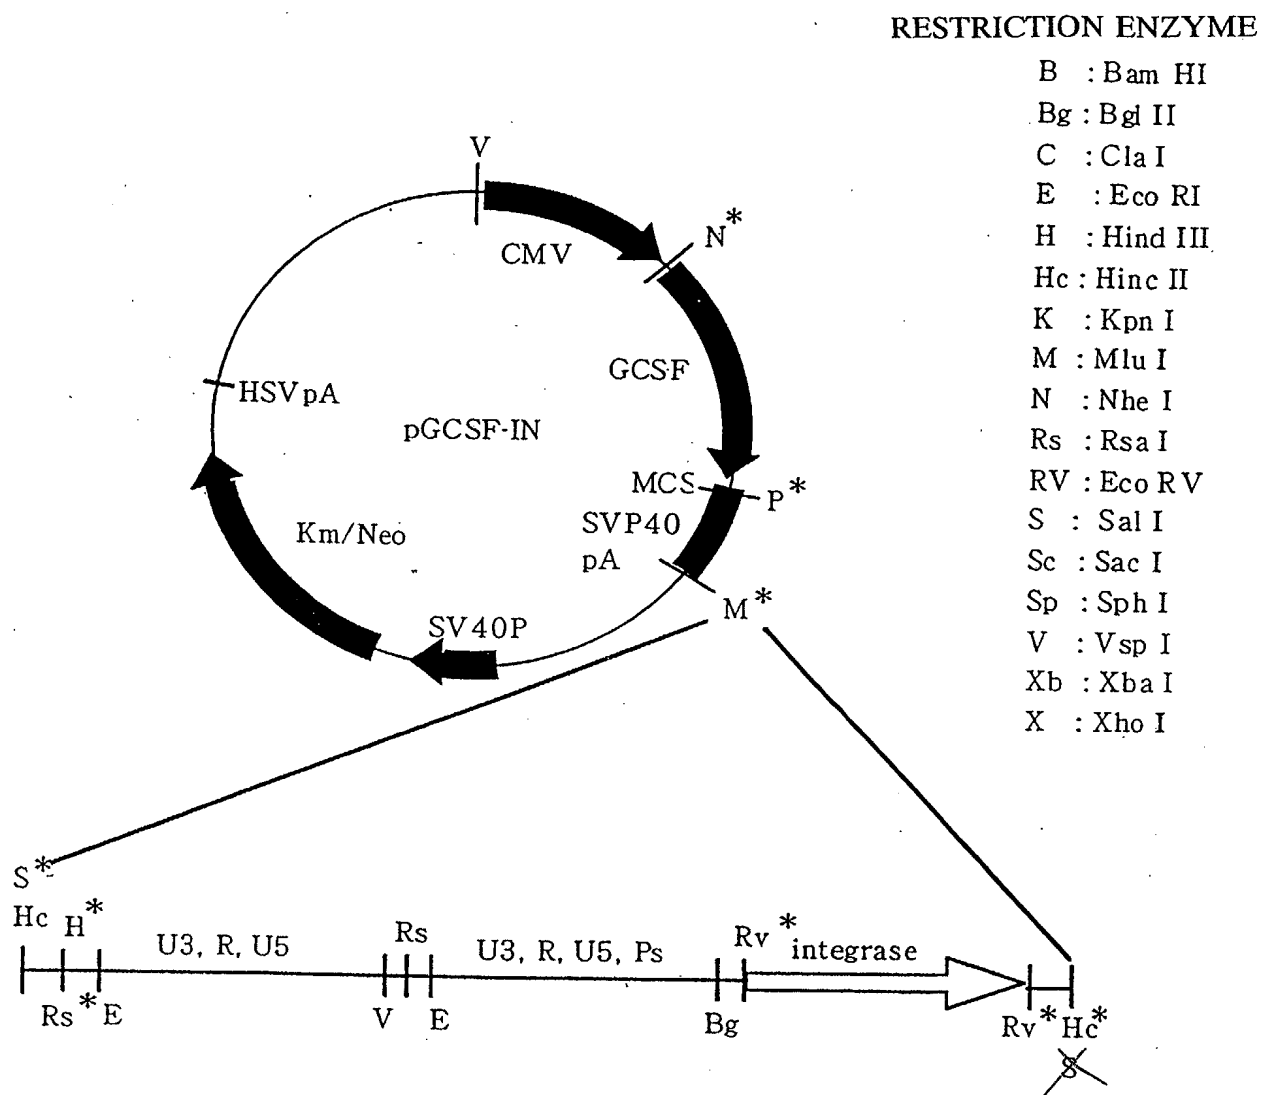 RESTRICTION ENZYME
B : Bam HI
Bg : Bgl II
C : Cla I
E : Eco RI
H : Hind III
Hc : Hinc II
K : Kpn I
M : Mlu I
N : Nhe I
Rs : Rsa I
RV : Eco RV
S : Sal I
Sc : Sac I
Sp : Sph I
V : Vsp I
Xb : Xba I
X : Xho I
V
CMV
N*
GCSF
HSVpA
pGCSF-IN
MCS
P*
SVP40
pA
Km/Neo
M*
SV40P
S*
Hc
H*
U3, R, U5
Rs
U3, R, U5, Ps
Rv*
integrase
Rs*
E
V
E
Bg
Rv*
Hc*
S